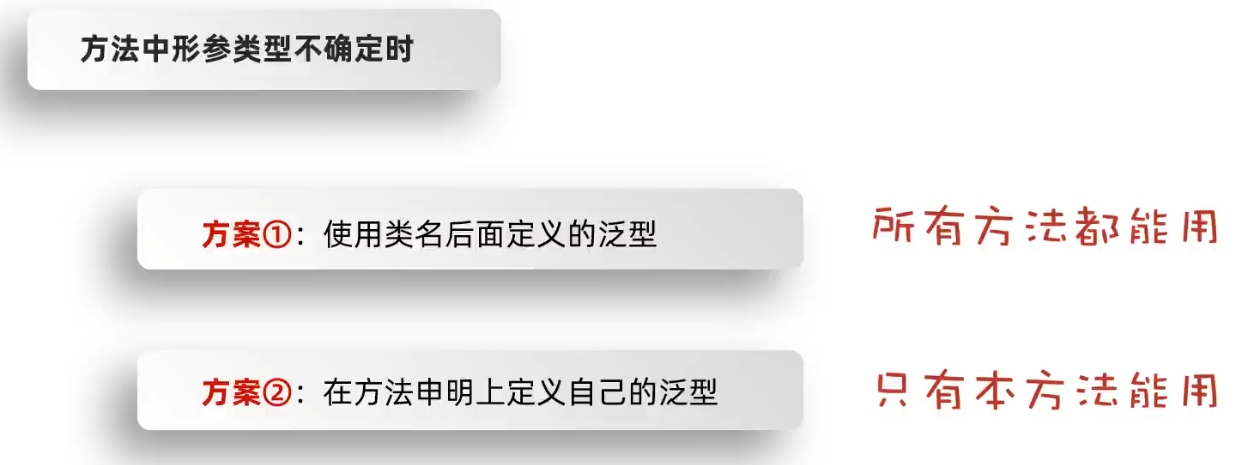 方法中形参类型不确定时
方案①：使用类名后面定义的泛型
所有方法都能用
方案②：在方法申明上定义自己的泛型
只有本方法能用